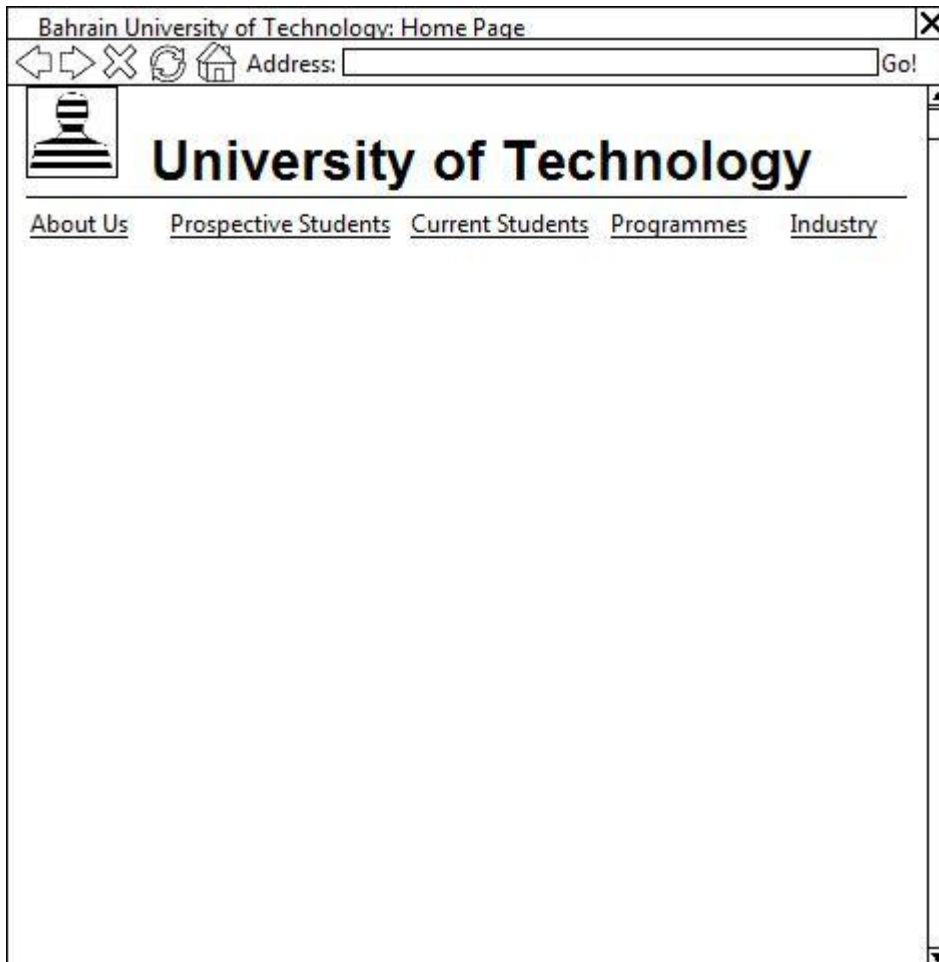 Bahrain University of Technology: Home Page
Address: Go!
University of Technology
About Us Prospective Students Current Students Programmes Industry